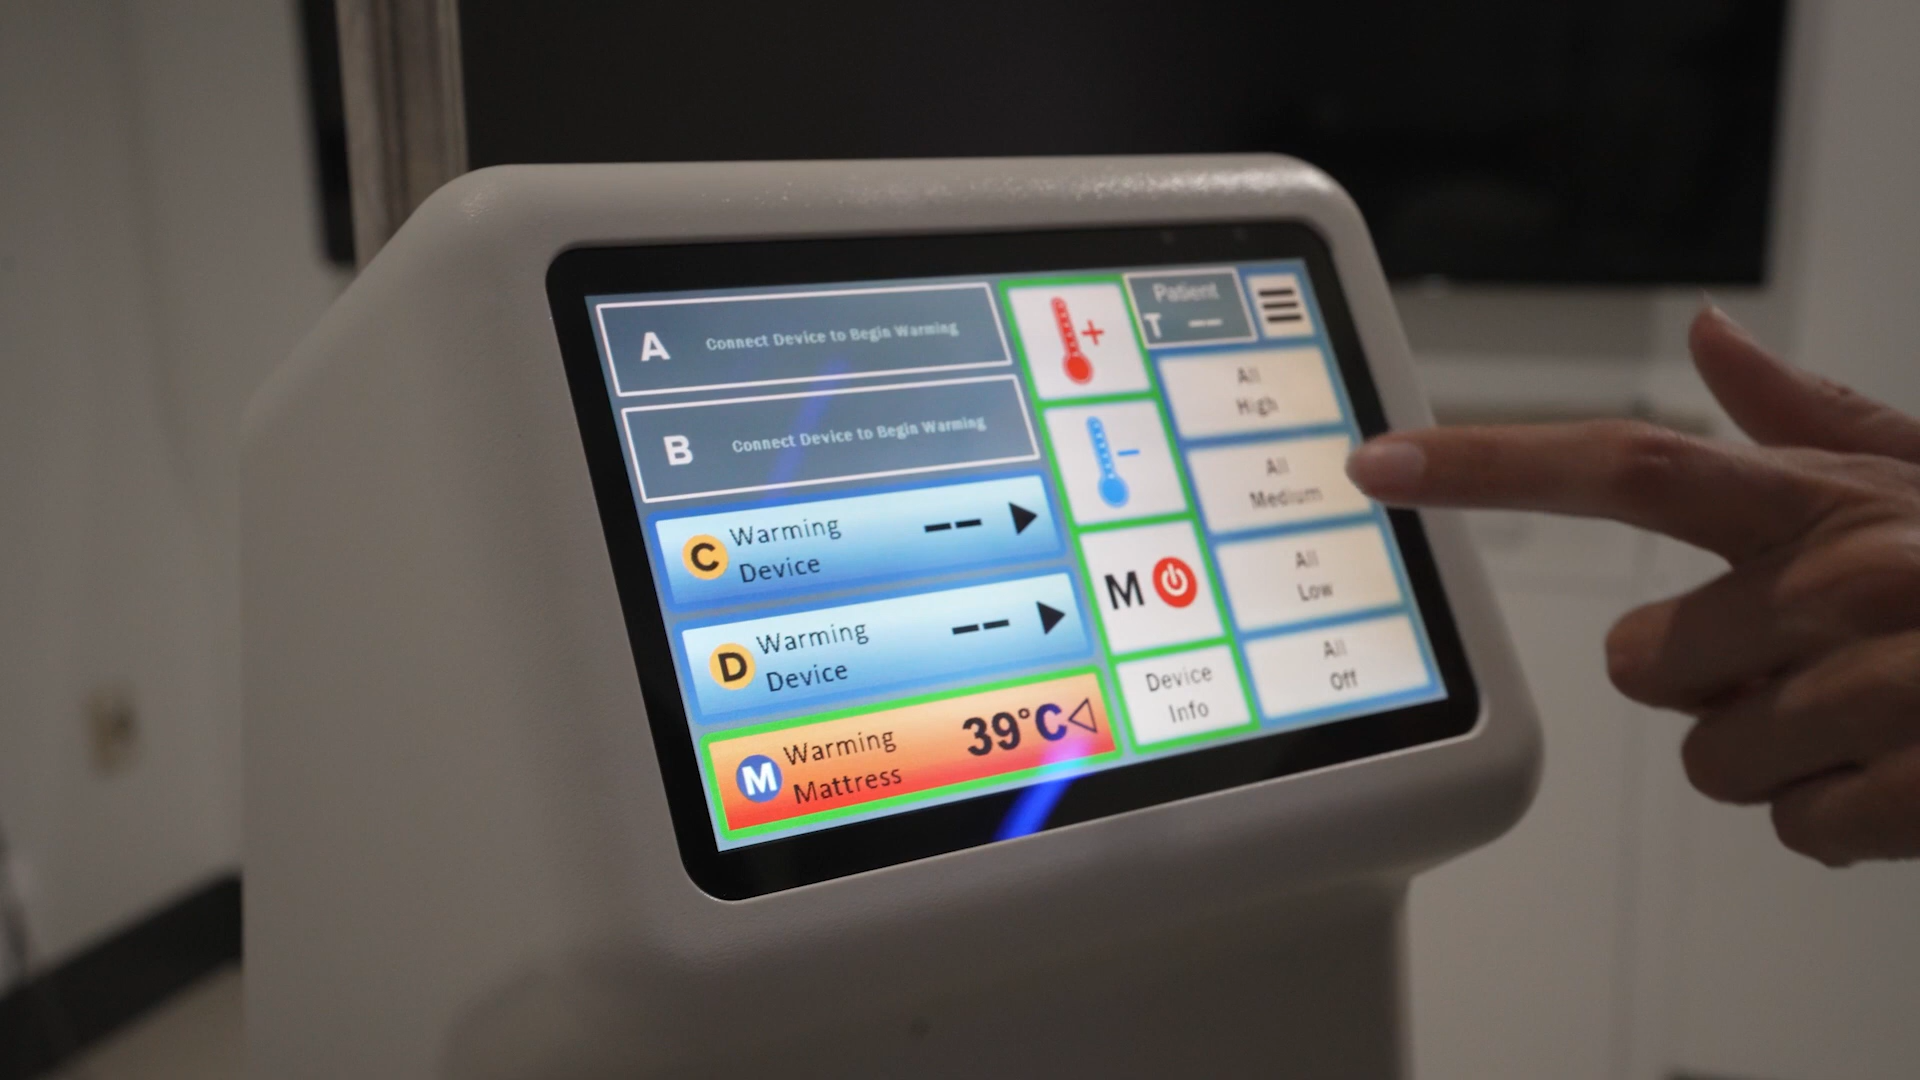 A Connect Device to Begin Warming
B Connect Device to Begin Warming
C Warming
Device
--
D Warming
Device
--
M Warming
Mattress
39°C
+
-
M
Device
Info
Patient
T --
All
High
All
Medium
All
Low
All
Off